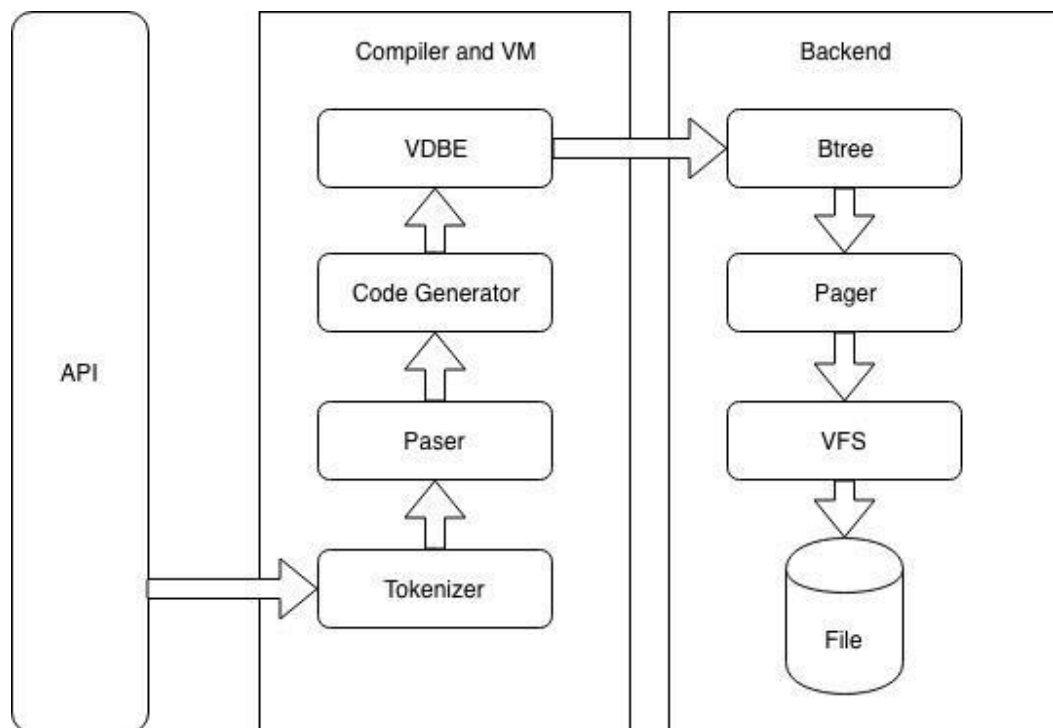 API
Compiler and VM
VDBE
Code Generator
Paser
Tokenizer
Backend
Btree
Pager
VFS
File